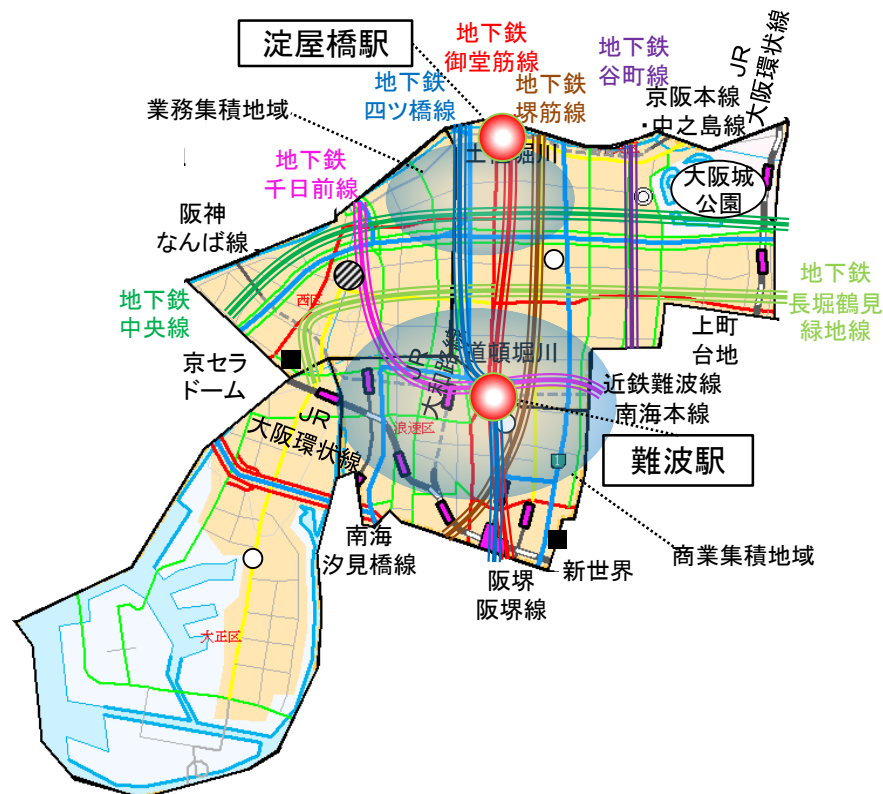 淀屋橋駅
地下鉄
御堂筋線
地下鉄
谷町線
JR
大阪環状線
地下鉄
四ツ橋線
地下鉄
堺筋線
京阪本線
・中之島線
業務集積地域
土佐堀川
地下鉄
千日前線
大阪城
公園
阪神
なんば線
地下鉄
長堀鶴見
緑地線
地下鉄
中央線
西区
上町
台地
道頓堀川
JR
大和路線
京セラ
ドーム
近鉄難波線
南海本線
JR
大阪環状線
浪速区
難波駅
南海
汐見橋線
商業集積地域
新世界
阪堺
阪堺線
大正区